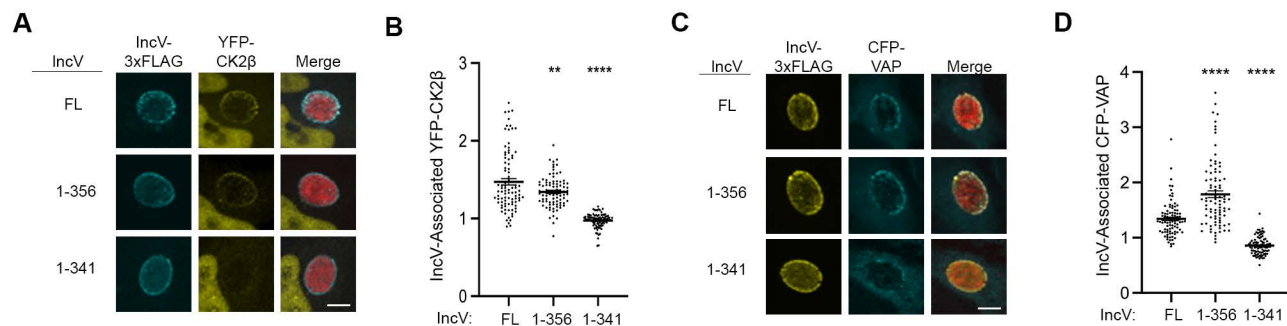 A
IncV
IncV-
3xFLAG
YFP-
CK2β
Merge
FL
1-356
1-341
B
IncV-Associated YFP-CK2β
3
2
1
0
**
****
IncV: FL 1-356 1-341
C
IncV
IncV-
3xFLAG
CFP-
VAP
Merge
FL
1-356
1-341
D
IncV-Associated CFP-VAP
4
3
2
1
0
****
****
IncV: FL 1-356 1-341